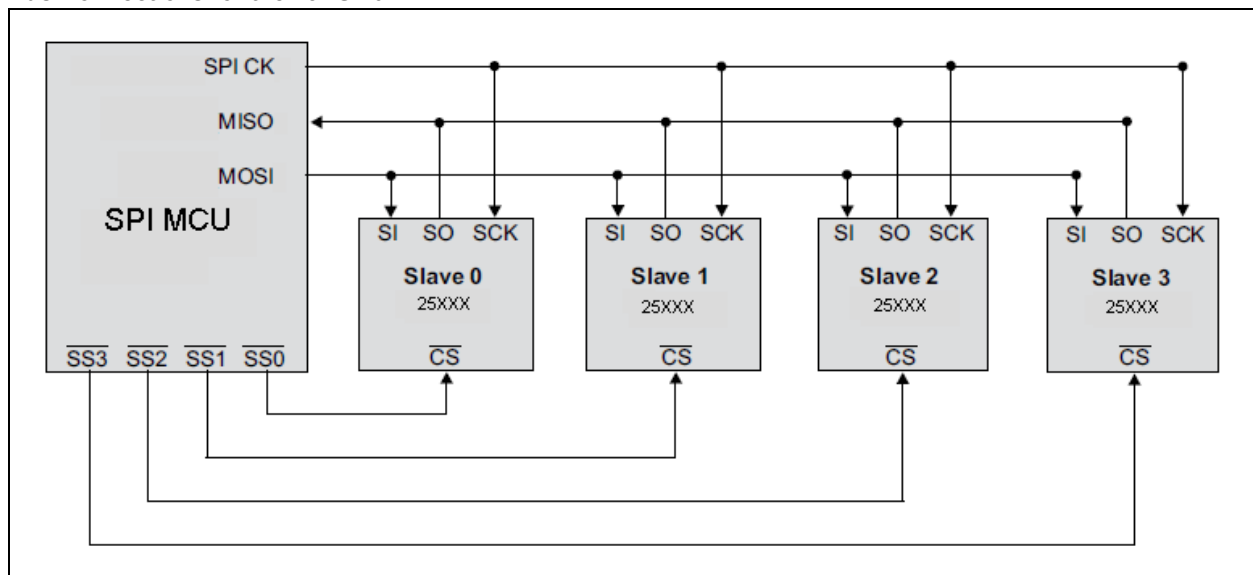 SPI CK
MISO
MOSI
SPI MCU
SS3 SS2 SS1 SS0
SI SO SCK
Slave 0
25XXX
CS
SI SO SCK
Slave 1
25XXX
CS
SI SO SCK
Slave 2
25XXX
CS
SI SO SCK
Slave 3
25XXX
CS